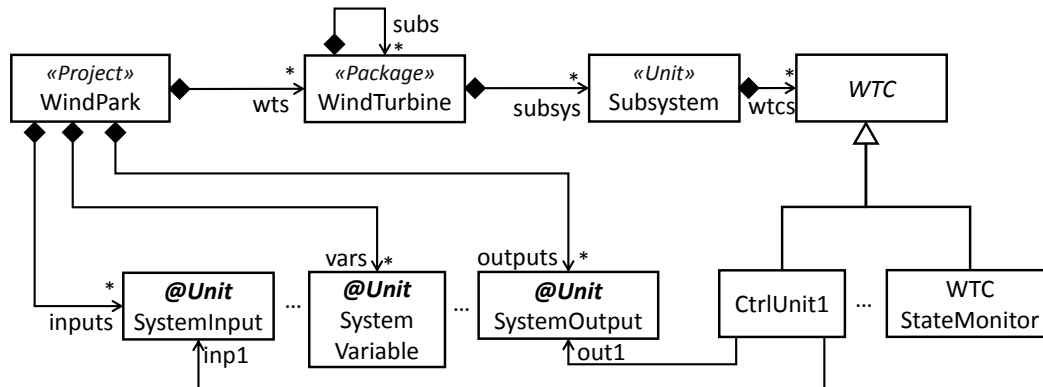 subs
*
«Project»
WindPark
*
wts
«Package»
WindTurbine
*
subsys
«Unit»
Subsystem
*
wtcs
WTC
*
inputs
@Unit
SystemInput
inp1
...
vars
*
@Unit
System
Variable
...
outputs
*
@Unit
SystemOutput
out1
CtrlUnit1
...
WTC
StateMonitor